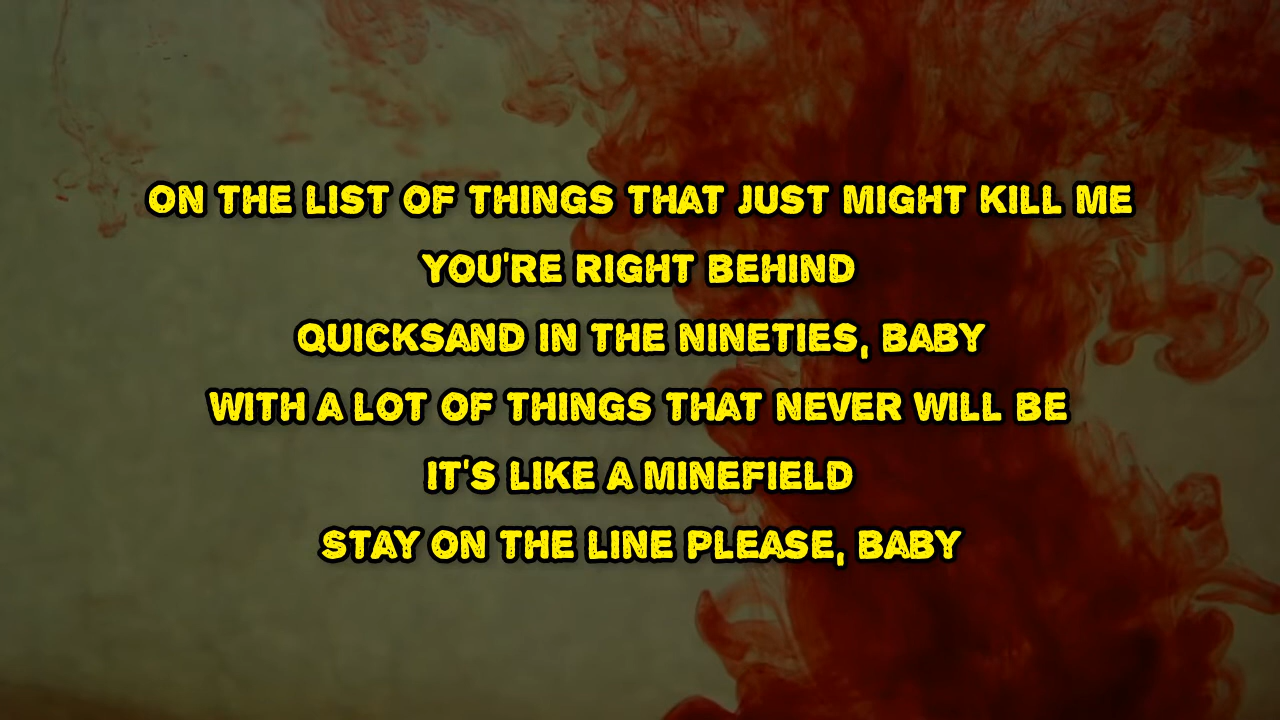 ON THE LIST OF THINGS THAT JUST MIGHT KILL ME
YOU'RE RIGHT BEHIND
QUICKSAND IN THE NINETIES, BABY
WITH A LOT OF THINGS THAT NEVER WILL BE
IT'S LIKE A MINEFIELD
STAY ON THE LINE PLEASE, BABY